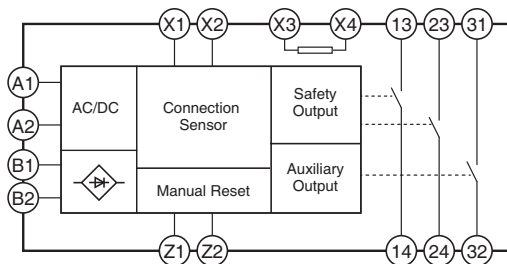 X1 X2 X3 X4 13 23 31
A1
A2
B1
B2
AC/DC
Connection
Sensor
Manual Reset
Safety
Output
Auxiliary
Output
Z1 Z2 14 24 32